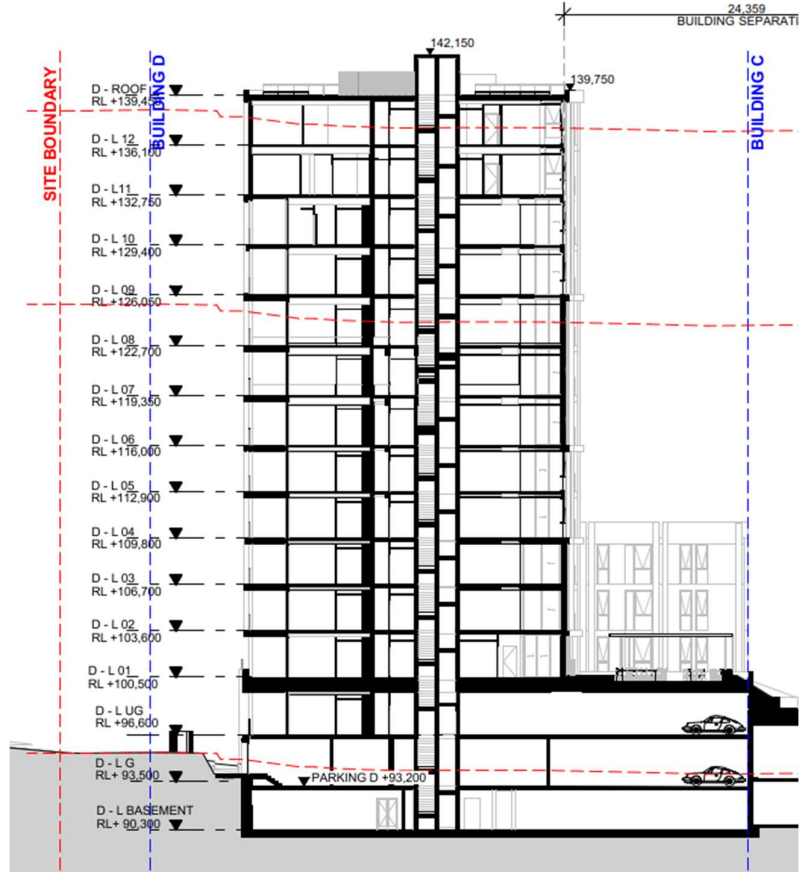 24,359
BUILDING SEPARATI
142,150
139,750
SITE BOUNDARY
BUILDING D
BUILDING C
D - ROOF
RL +139,450
D - L 12
RL +136,100
D - L11
RL +132,750
D - L 10
RL +129,400
D - L 09
RL +126,050
D - L 08
RL +122,700
D - L 07
RL +119,350
D - L 06
RL +116,000
D - L 05
RL +112,900
D - L 04
RL +109,800
D - L 03
RL +106,700
D - L 02
RL +103,600
D - L 01
RL +100,500
D - L UG
RL +96,600
D - L G
RL+ 93,500
PARKING D +93,200
D - L BASEMENT
RL+ 90,300